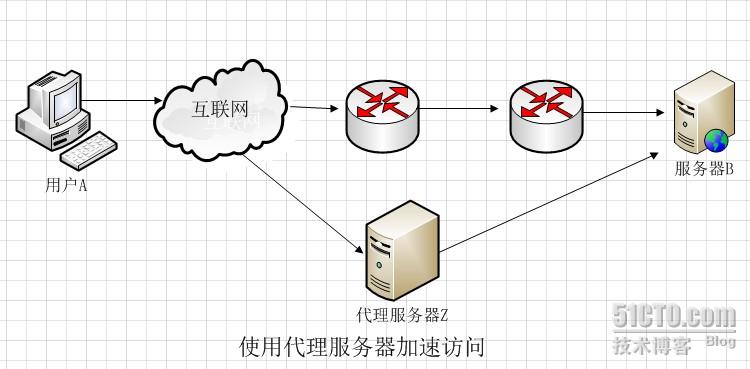 互联网
用户A
服务器B
代理服务器Z
使用代理服务器加速访问
51CTO.com
技术博客 Blog